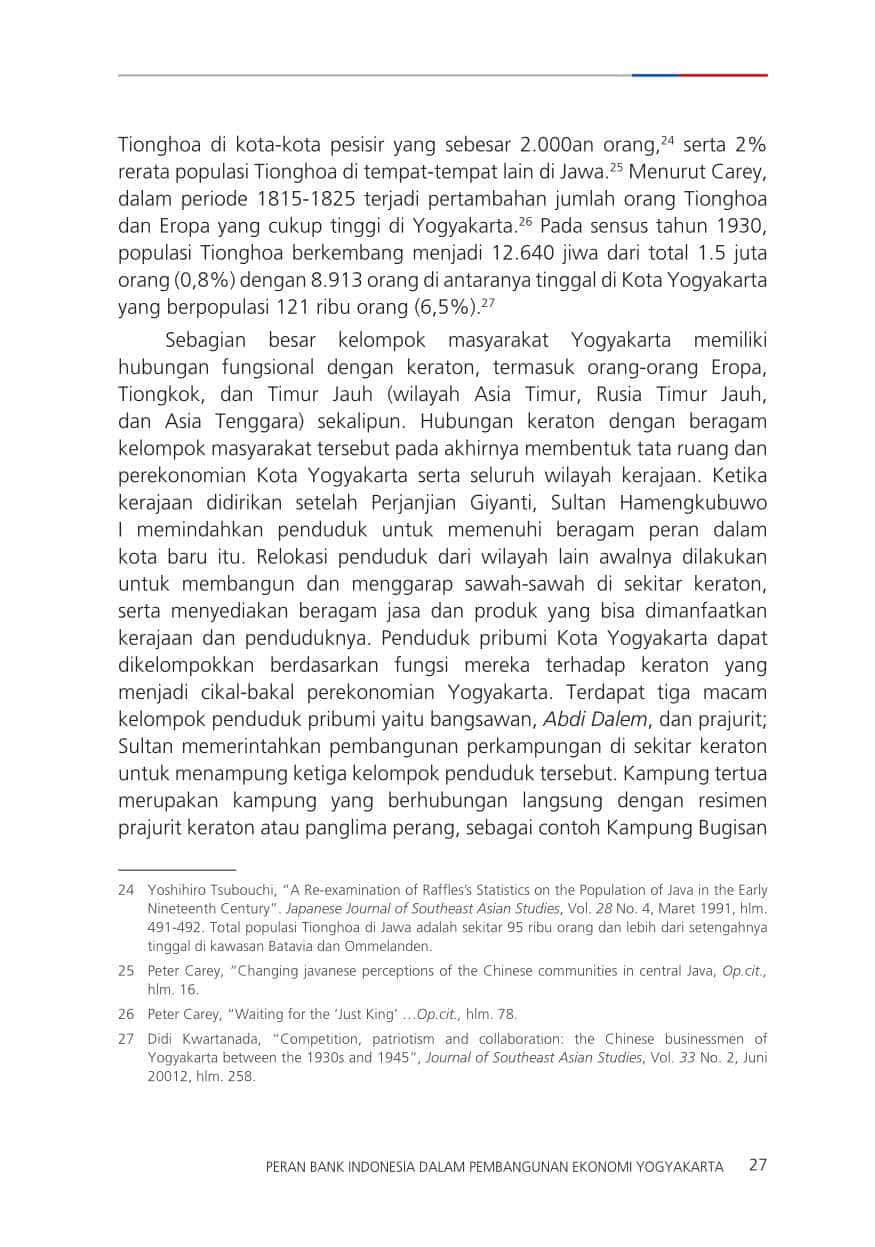 Tionghoa di kota-kota pesisir yang sebesar 2.000an orang,24 serta 2%
rerata populasi Tionghoa di tempat-tempat lain di Jawa.25 Menurut Carey,
dalam periode 1815-1825 terjadi pertambahan jumlah orang Tionghoa
dan Eropa yang cukup tinggi di Yogyakarta.26 Pada sensus tahun 1930,
populasi Tionghoa berkembang menjadi 12.640 jiwa dari total 1.5 juta
orang (0,8%) dengan 8.913 orang di antaranya tinggal di Kota Yogyakarta
yang berpopulasi 121 ribu orang (6,5%).27
Sebagian besar kelompok masyarakat Yogyakarta memiliki
hubungan fungsional dengan keraton, termasuk orang-orang Eropa,
Tiongkok, dan Timur Jauh (wilayah Asia Timur, Rusia Timur Jauh,
dan Asia Tenggara) sekalipun. Hubungan keraton dengan beragam
kelompok masyarakat tersebut pada akhirnya membentuk tata ruang dan
perekonomian Kota Yogyakarta serta seluruh wilayah kerajaan. Ketika
kerajaan didirikan setelah Perjanjian Giyanti, Sultan Hamengkubuwo
I memindahkan penduduk untuk memenuhi beragam peran dalam
kota baru itu. Relokasi penduduk dari wilayah lain awalnya dilakukan
untuk membangun dan menggarap sawah-sawah di sekitar keraton,
serta menyediakan beragam jasa dan produk yang bisa dimanfaatkan
kerajaan dan penduduknya. Penduduk pribumi Kota Yogyakarta dapat
dikelompokkan berdasarkan fungsi mereka terhadap keraton yang
menjadi cikal-bakal perekonomian Yogyakarta. Terdapat tiga macam
kelompok penduduk pribumi yaitu bangsawan, Abdi Dalem, dan prajurit;
Sultan memerintahkan pembangunan perkampungan di sekitar keraton
untuk menampung ketiga kelompok penduduk tersebut. Kampung tertua
merupakan kampung yang berhubungan langsung dengan resimen
prajurit keraton atau panglima perang, sebagai contoh Kampung Bugisan
24 Yoshihiro Tsubouchi, “A Re-examination of Raffles’s Statistics on the Population of Java in the Early
Nineteenth Century”. Japanese Journal of Southeast Asian Studies, Vol. 28 No. 4, Maret 1991, hlm.
491-492. Total populasi Tionghoa di Jawa adalah sekitar 95 ribu orang dan lebih dari setengahnya
tinggal di kawasan Batavia dan Ommelanden.
25 Peter Carey, “Changing javanese perceptions of the Chinese communities in central Java, Op.cit.,
hlm. 16.
26 Peter Carey, “Waiting for the ‘Just King’ …Op.cit., hlm. 78.
27 Didi Kwartanada, “Competition, patriotism and collaboration: the Chinese businessmen of
Yogyakarta between the 1930s and 1945”, Journal of Southeast Asian Studies, Vol. 33 No. 2, Juni
20012, hlm. 258.
PERAN BANK INDONESIA DALAM PEMBANGUNAN EKONOMI YOGYAKARTA 27